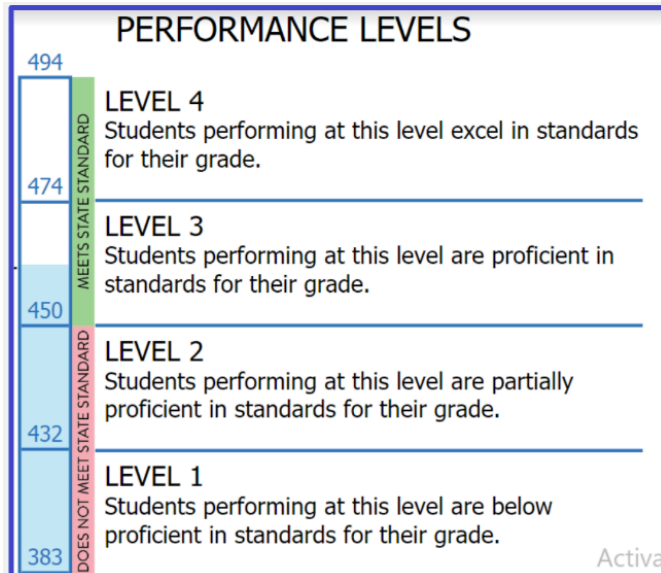 PERFORMANCE LEVELS
494
LEVEL 4
Students performing at this level excel in standards
for their grade.
MEETS STATE STANDARD
474
LEVEL 3
Students performing at this level are proficient in
standards for their grade.
450
LEVEL 2
Students performing at this level are partially
proficient in standards for their grade.
DOES NOT MEET STATE STANDARD
432
LEVEL 1
Students performing at this level are below
proficient in standards for their grade.
383
Activa